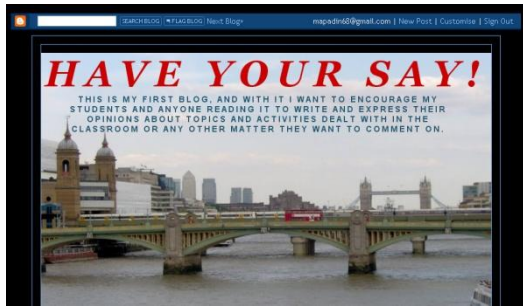 SEARCH BLOG FLAG BLOG Next Blog» mapadin68@gmail.com | New Post | Customise | Sign Out
HAVE YOUR SAY!
THIS IS MY FIRST BLOG, AND WITH IT I WANT TO ENCOURAGE MY
STUDENTS AND ANYONE READING IT TO WRITE AND EXPRESS THEIR
OPINIONS ABOUT TOPICS AND ACTIVITIES DEALT WITH IN THE
CLASSROOM OR ANY OTHER MATTER THEY WANT TO COMMENT ON.